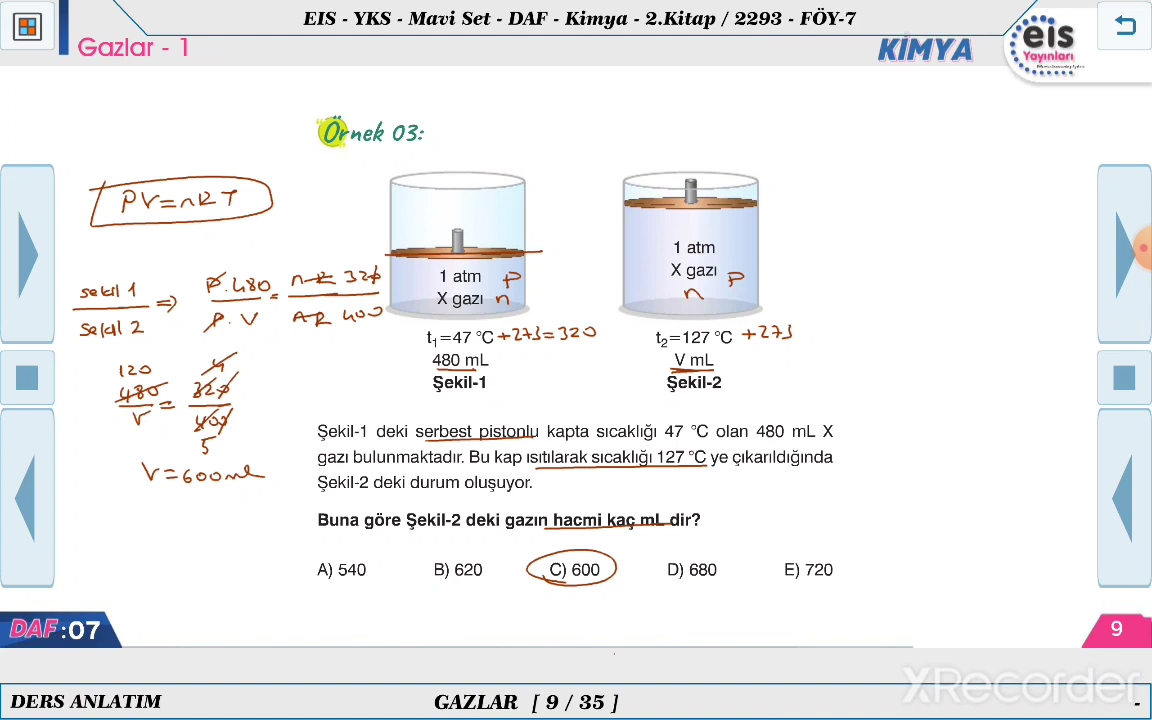 EIS - YKS - Mavi Set - DAF - Kimya - 2.Kitap / 2293 - FÖY-7
Gazlar - 1
KİMYA
eis
Yayınları
Örnek 03:
PV=nRT
1 atm
X gazı
P
n
1 atm
X gazı
P
n
t₁=47 °C +273=320
480 mL
Şekil-1
t₂=127 °C +273
V mL
Şekil-2
sekil 1
sekil 2
⇒ P.480 / P.V = n R 320 / n R 400
120
480 / V = 320 / 400
4
5
V=600mL
Şekil-1 deki serbest pistonlu kapta sıcaklığı 47 °C olan 480 mL X
gazı bulunmaktadır. Bu kap ısıtılarak sıcaklığı 127 °C ye çıkarıldığında
Şekil-2 deki durum oluşuyor.
Buna göre Şekil-2 deki gazın hacmi kaç mL dir?
A) 540 B) 620 C) 600 D) 680 E) 720
DAF :07
9
XRecorder
DERS ANLATIM GAZLAR [ 9 / 35 ] -